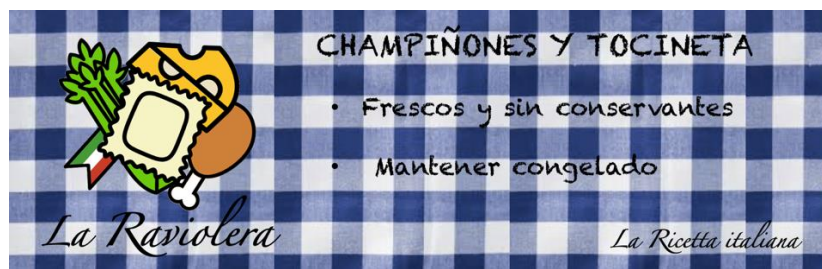 CHAMPIÑONES Y TOCINETA
• Frescos y sin conservantes
• Mantener congelado
La Raviolera
La Ricetta italiana